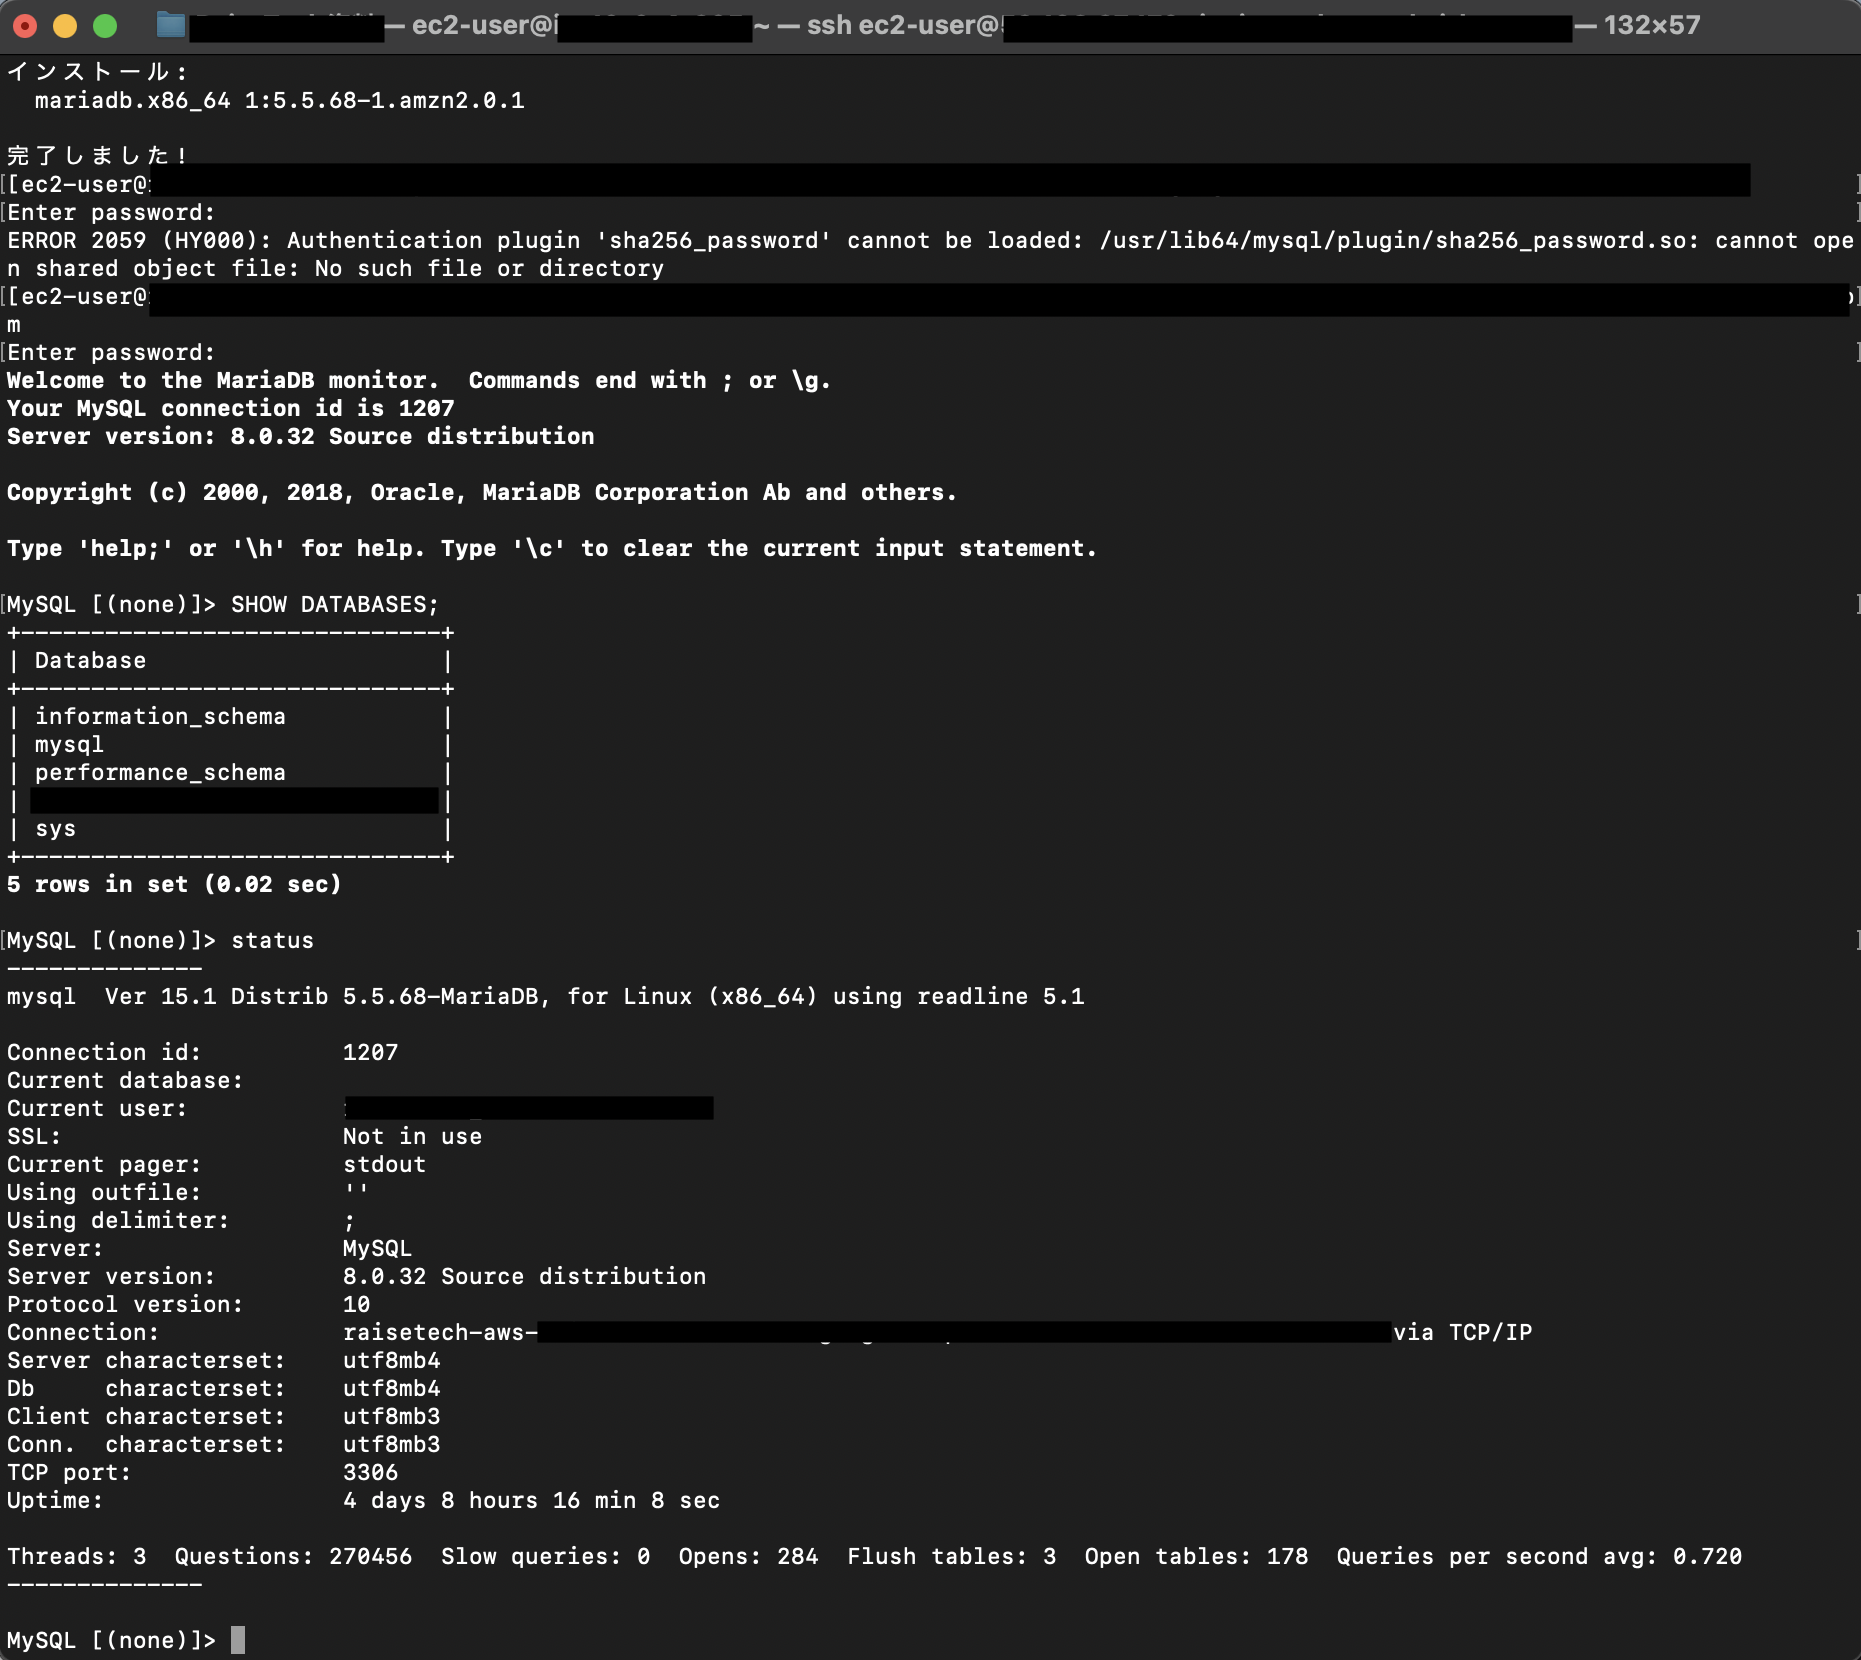 — ec2-user@ ~ — ssh ec2-user@ — 132×57
インストール:
  mariadb.x86_64 1:5.5.68-1.amzn2.0.1
完了しました!
[ec2-user@
Enter password:
ERROR 2059 (HY000): Authentication plugin 'sha256_password' cannot be loaded: /usr/lib64/mysql/plugin/sha256_password.so: cannot ope
n shared object file: No such file or directory
[ec2-user@
m
Enter password:
Welcome to the MariaDB monitor.  Commands end with ; or \g.
Your MySQL connection id is 1207
Server version: 8.0.32 Source distribution
Copyright (c) 2000, 2018, Oracle, MariaDB Corporation Ab and others.
Type 'help;' or '\h' for help. Type '\c' to clear the current input statement.
MySQL [(none)]> SHOW DATABASES;
+------------------------------+
| Database                     |
+------------------------------+
| information_schema           |
| mysql                        |
| performance_schema           |
|                              |
| sys                          |
+------------------------------+
5 rows in set (0.02 sec)
MySQL [(none)]> status
--------------
mysql  Ver 15.1 Distrib 5.5.68-MariaDB, for Linux (x86_64) using readline 5.1
Connection id:          1207
Current database:
Current user:
SSL:                    Not in use
Current pager:          stdout
Using outfile:          ''
Using delimiter:        ;
Server:                 MySQL
Server version:         8.0.32 Source distribution
Protocol version:       10
Connection:             raisetech-aws- via TCP/IP
Server characterset:    utf8mb4
Db     characterset:    utf8mb4
Client characterset:    utf8mb3
Conn.  characterset:    utf8mb3
TCP port:               3306
Uptime:                 4 days 8 hours 16 min 8 sec
Threads: 3  Questions: 270456  Slow queries: 0  Opens: 284  Flush tables: 3  Open tables: 178  Queries per second avg: 0.720
--------------
MySQL [(none)]>